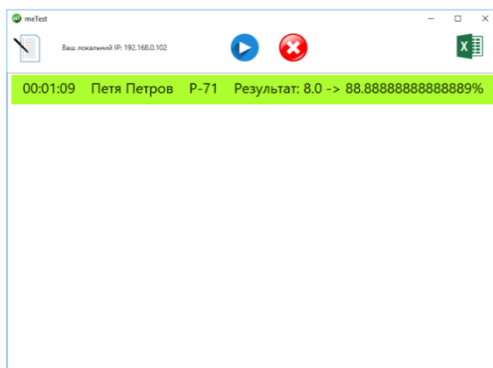 meTest
Ваш локальний IP: 192.168.0.102
00:01:09 Петя Петров Р-71 Результат: 8.0 -> 88.88888888888889%